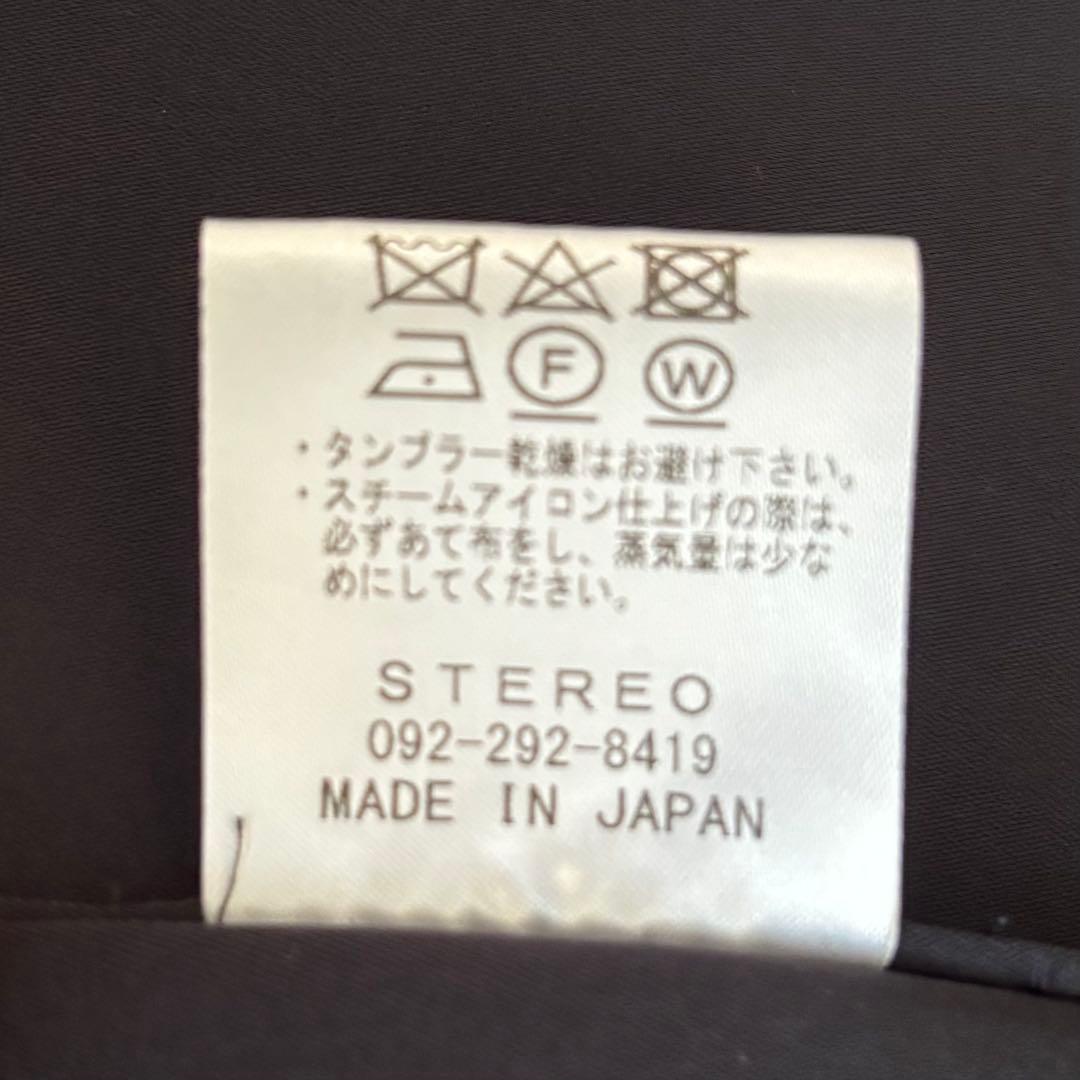 F W
・タンブラー乾燥はお避け下さい。
・スチームアイロン仕上げの際は、
必ずあて布をし、蒸気量は少な
めにしてください。
STEREO
092-292-8419
MADE IN JAPAN